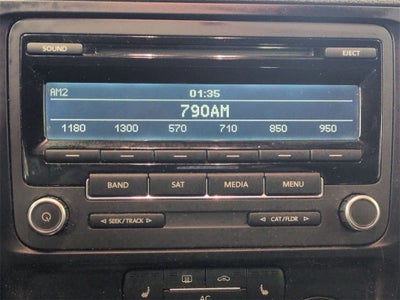 SOUND EJECT
AM2 01:35
790AM
1180 1300 570 710 850 950
BAND SAT MEDIA MENU
SEEK/TRACK CAT/FLDR
AC